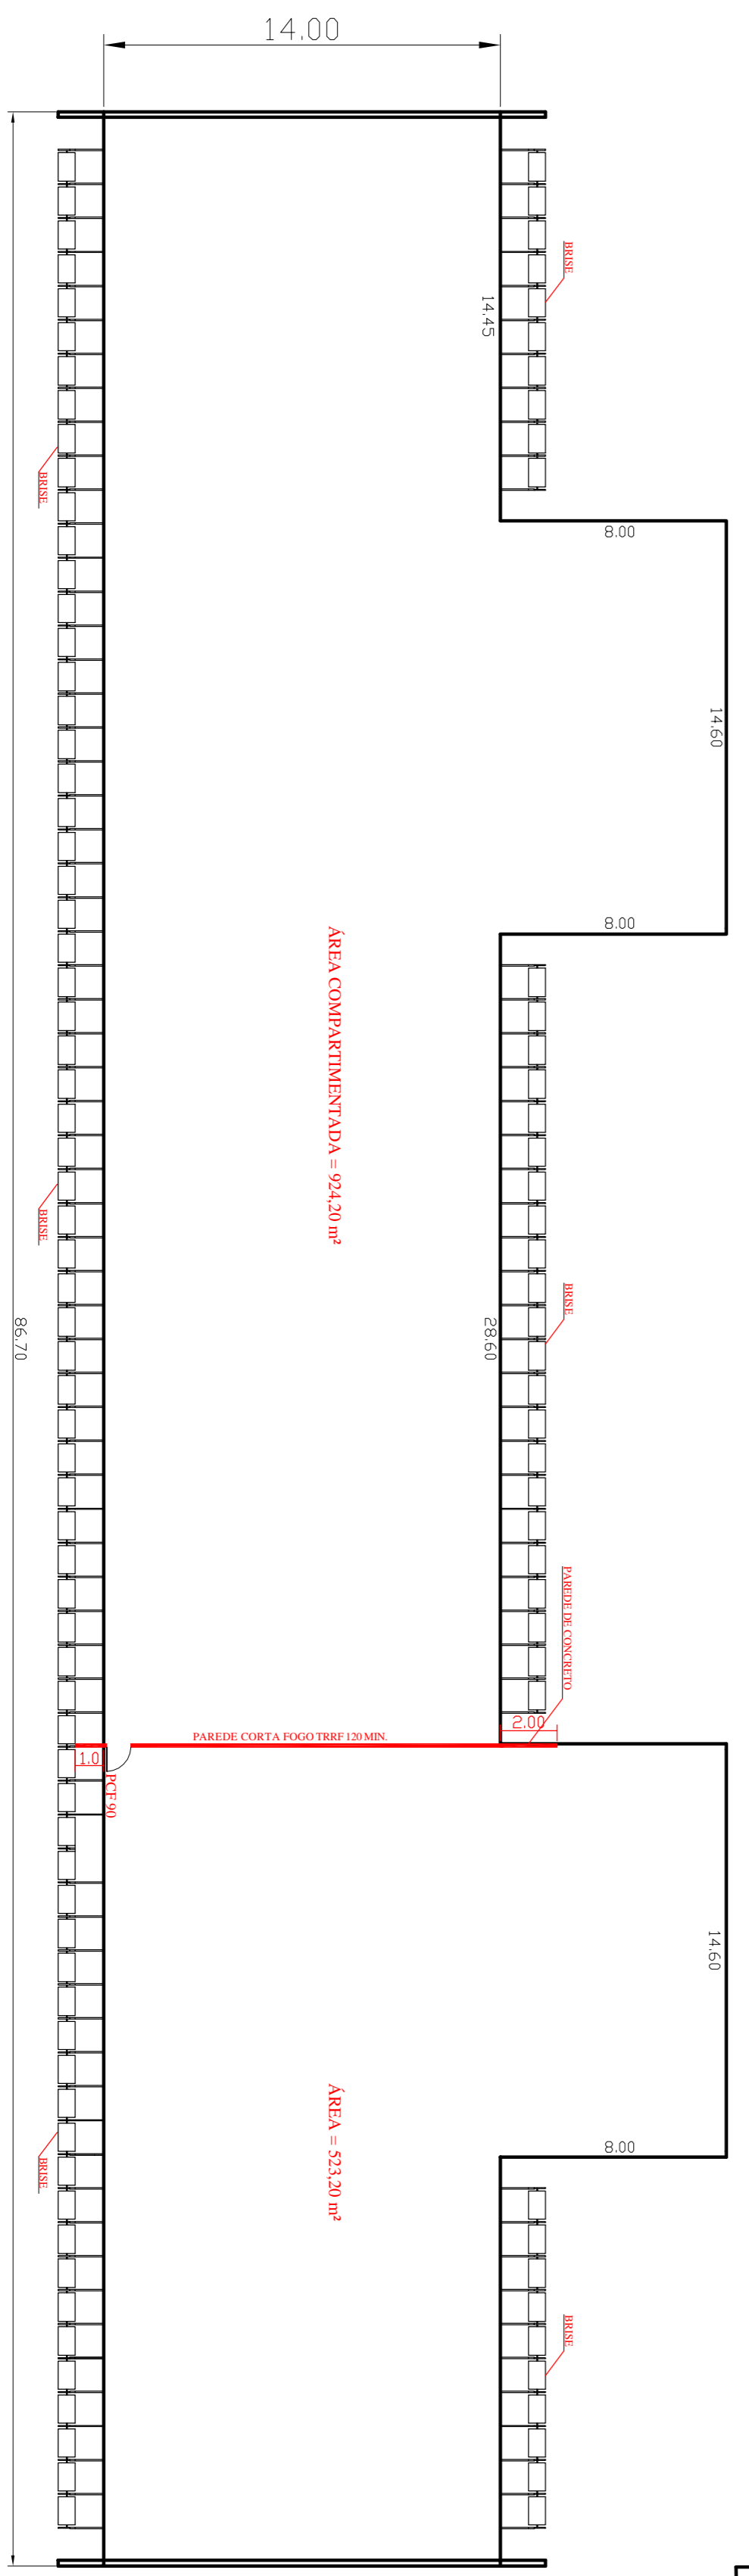 14.00
BRISE
14.45
BRISE
8.00
14.60
8.00
ÁREA COMPARTIMENTADA = 924,20 m²
BRISE
BRISE
28.60
86.70
PAREDE DE CONCRETO
2.00
PAREDE CORTA FOGO TRRF 120 MIN.
1.0
PCF 90
14.60
ÁREA = 523,20 m²
8.00
BRISE
BRISE